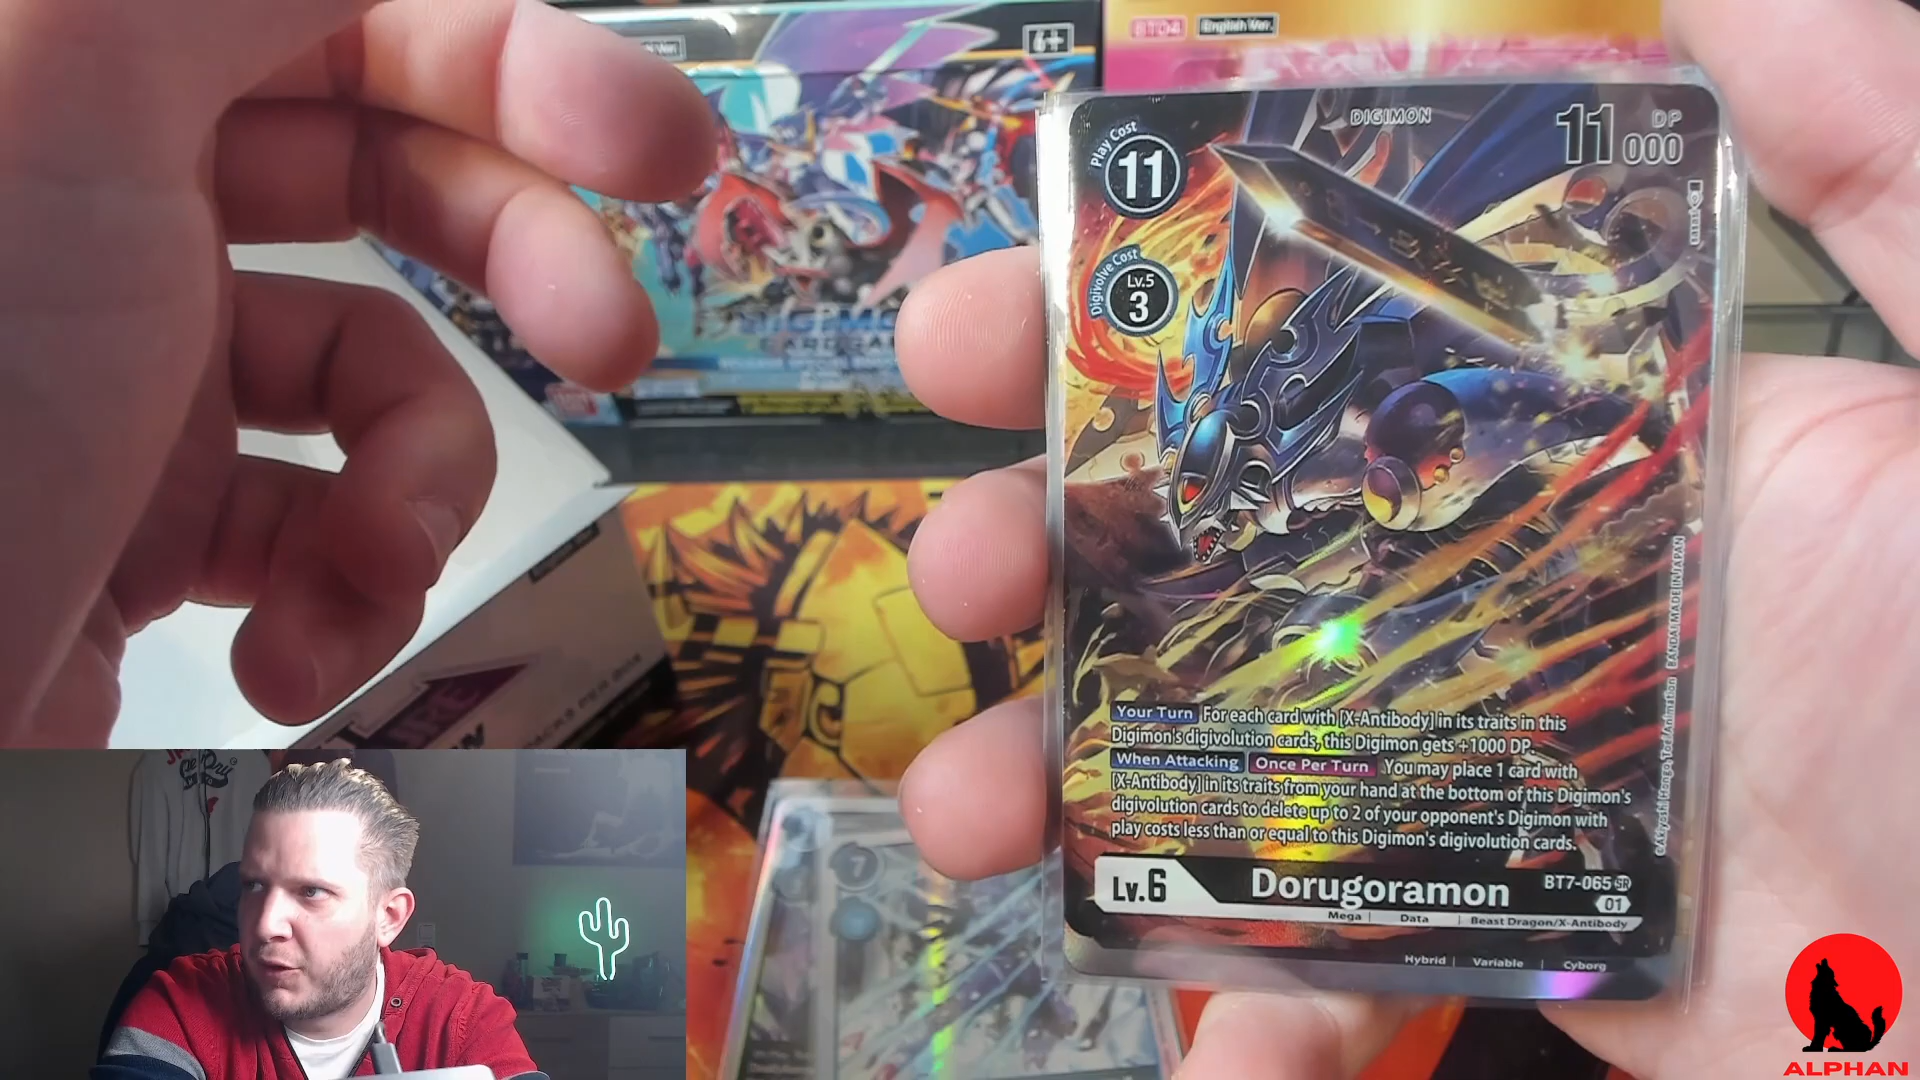 6+
BT04 English Ver.
DIGIMON
Play Cost
11
11000 DP
Digivolve Cost
Lv.5
3
Your Turn For each card with [X-Antibody] in its traits in this
Digimon's digivolution cards, this Digimon gets +1000 DP.
When Attacking Once Per Turn You may place 1 card with
[X-Antibody] in its traits from your hand at the bottom of this Digimon's
digivolution cards to delete up to 2 of your opponent's Digimon with
play costs less than or equal to this Digimon's digivolution cards.
©Akiyoshi Hongo, Toei Animation BANDAI MADE IN JAPAN
Lv.6
Dorugoramon
BT7-065 SR
01
Mega | Data | Beast Dragon/X-Antibody
Hybrid | Variable | Cyborg
7
ALPHAN